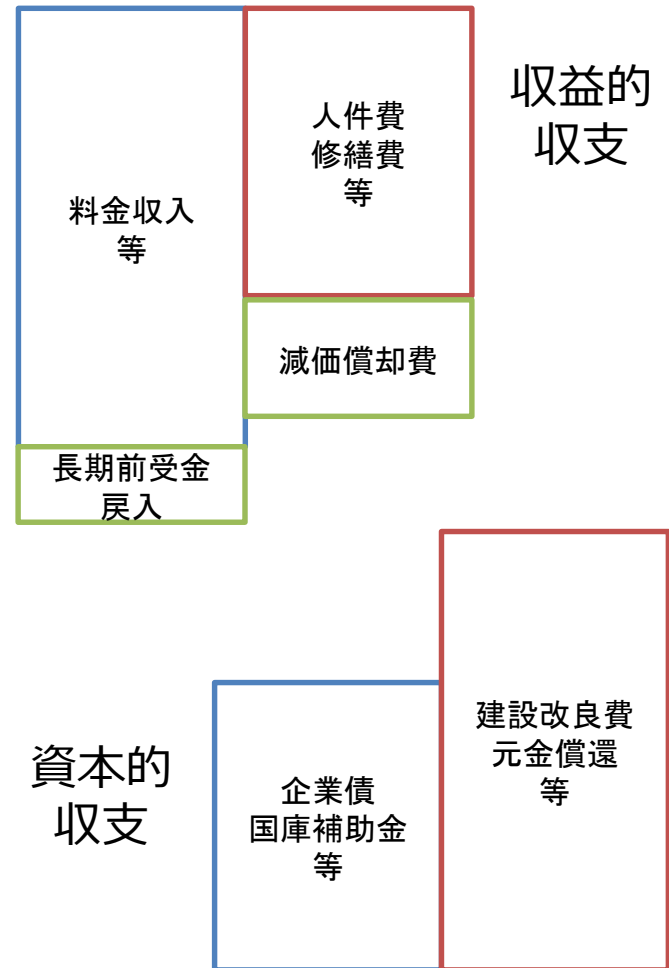 料金収入
等
人件費
修繕費
等
収益的
収支
減価償却費
長期前受金
戻入
資本的
収支
企業債
国庫補助金
等
建設改良費
元金償還
等